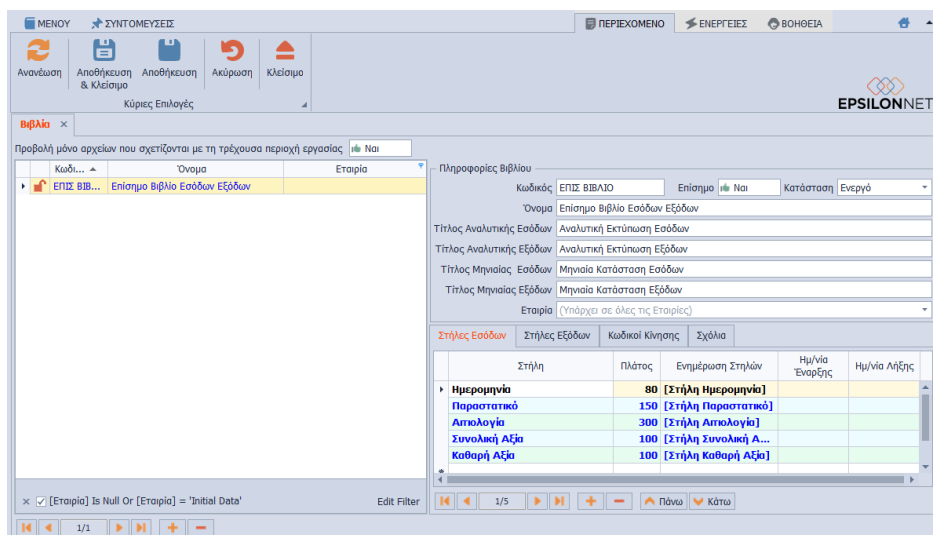 ΜΕΝΟΥ ΣΥΝΤΟΜΕΥΣΕΙΣ ΠΕΡΙΕΧΟΜΕΝΟ ΕΝΕΡΓΕΙΕΣ ΒΟΗΘΕΙΑ
Ανανέωση Αποθήκευση & Κλείσιμο Αποθήκευση Ακύρωση Κλείσιμο
Κύριες Επιλογές
EPSILONNET
Βιβλία ×
Προβολή μόνο αρχείων που σχετίζονται με τη τρέχουσα περιοχή εργασίας Ναι
Κωδι... Όνομα Εταιρία
ΕΠΙΣ ΒΙΒ... Επίσημο Βιβλίο Εσόδων Εξόδων
[Εταιρία] Is Null Or [Εταιρία] = 'Initial Data' Edit Filter
1/1
Πληροφορίες Βιβλίου
Κωδικός ΕΠΙΣ ΒΙΒΛΙΟ Επίσημο Ναι Κατάσταση Ενεργό
Όνομα Επίσημο Βιβλίο Εσόδων Εξόδων
Τίτλος Αναλυτικής Εσόδων Αναλυτική Εκτύπωση Εσόδων
Τίτλος Αναλυτικής Εξόδων Αναλυτική Εκτύπωση Εξόδων
Τίτλος Μηνιαίας Εσόδων Μηνιαία Κατάσταση Εσόδων
Τίτλος Μηνιαίας Εξόδων Μηνιαία Κατάσταση Εξόδων
Εταιρία (Υπάρχει σε όλες τις Εταιρίες)
Στήλες Εσόδων Στήλες Εξόδων Κωδικοί Κίνησης Σχόλια
Στήλη Πλάτος Ενημέρωση Στηλών Ημ/νία Έναρξης Ημ/νία Λήξης
Ημερομηνία 80 [Στήλη Ημερομηνία]
Παραστατικό 150 [Στήλη Παραστατικό]
Αιτιολογία 300 [Στήλη Αιτιολογία]
Συνολική Αξία 100 [Στήλη Συνολική Α...
Καθαρή Αξία 100 [Στήλη Καθαρή Αξία]
1/5 Πάνω Κάτω